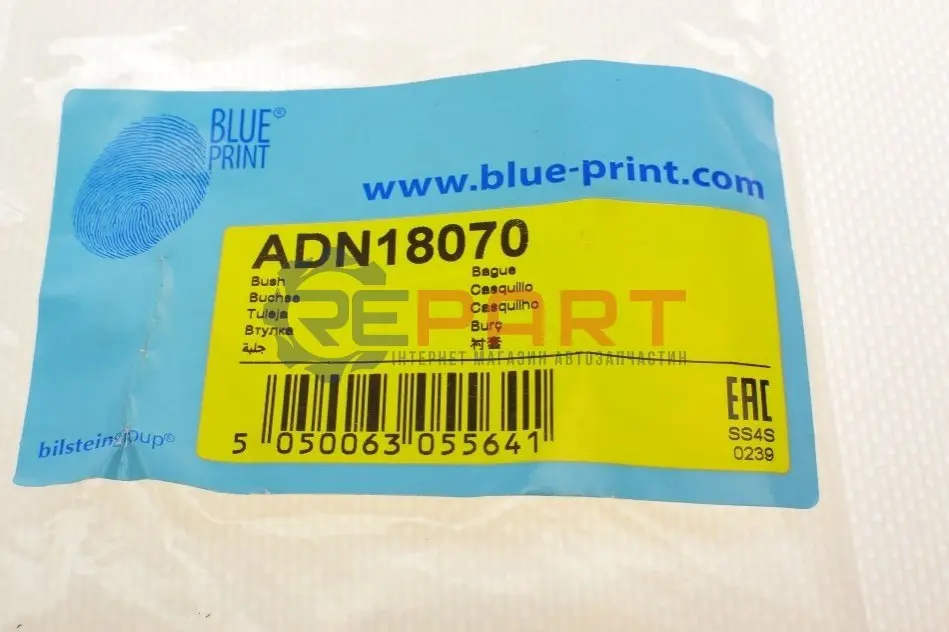 BLUE®
PRINT
www.blue-print.com
ADN18070
Bush
Buchse
Tuleja
Втулка
جلبة
Bague
Casquillo
Casquilho
Burç
衬套
REPART
ІНТЕРНЕТ МАГАЗИН АВТОЗАПЧАСТИН
5 050063 055641
EAC
SS4S
0239
bilsteingroup®